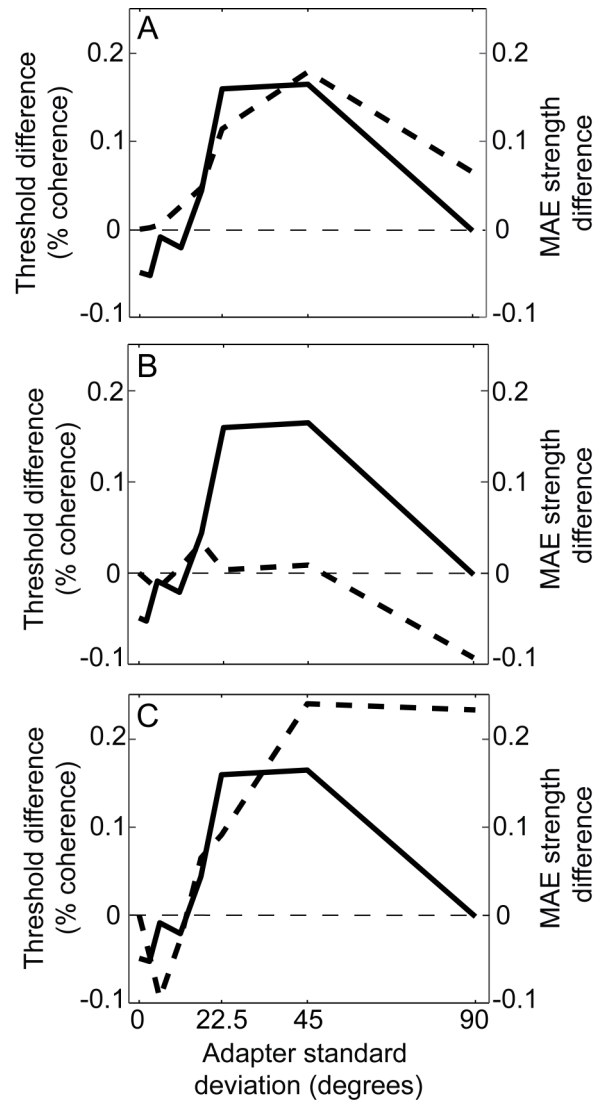 A
Threshold difference
(% coherence)
0.2
0.1
0
-0.1
0.2
0.1
0
-0.1
MAE strength
difference
B
Threshold difference
(% coherence)
0.2
0.1
0
-0.1
0.2
0.1
0
-0.1
MAE strength
difference
C
Threshold difference
(% coherence)
0.2
0.1
0
-0.1
0.2
0.1
0
-0.1
MAE strength
difference
0 22.5 45 90
Adapter standard
deviation (degrees)